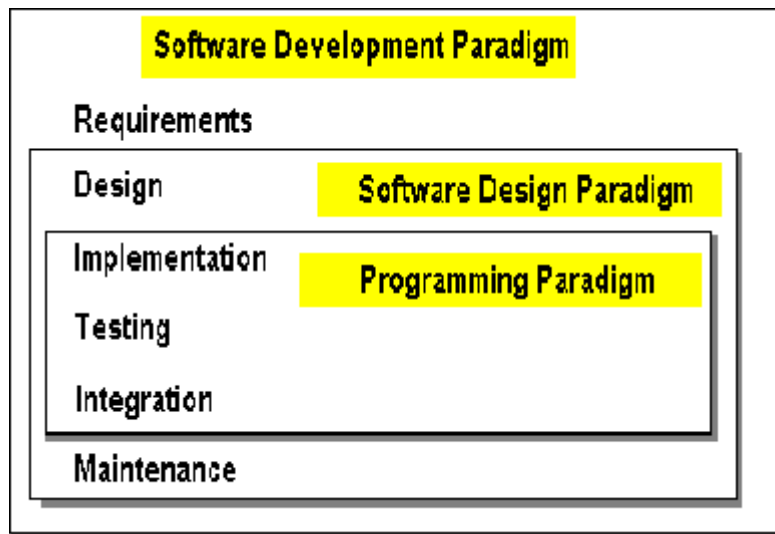 Software Development Paradigm
Requirements
Design
Software Design Paradigm
Implementation
Programming Paradigm
Testing
Integration
Maintenance